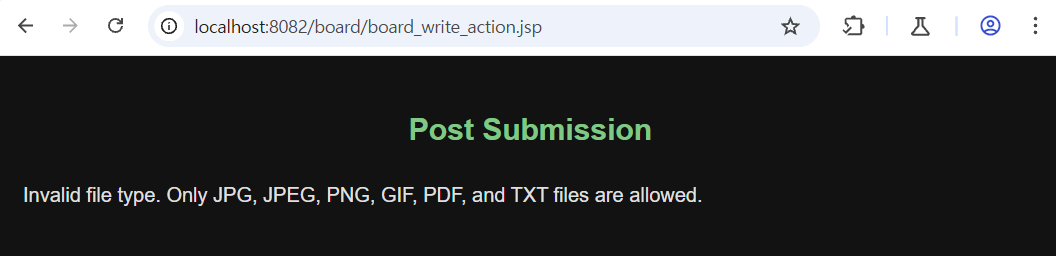 localhost:8082/board/board_write_action.jsp
Post Submission
Invalid file type. Only JPG, JPEG, PNG, GIF, PDF, and TXT files are allowed.